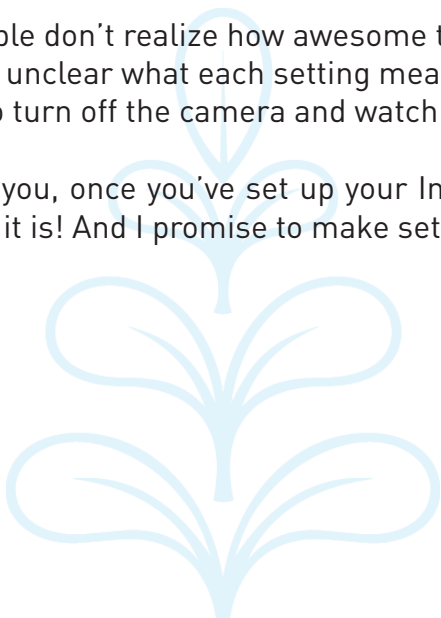 ple don’t realize how awesome t
unclear what each setting mea
o turn off the camera and watch
you, once you’ve set up your In
it is! And I promise to make set